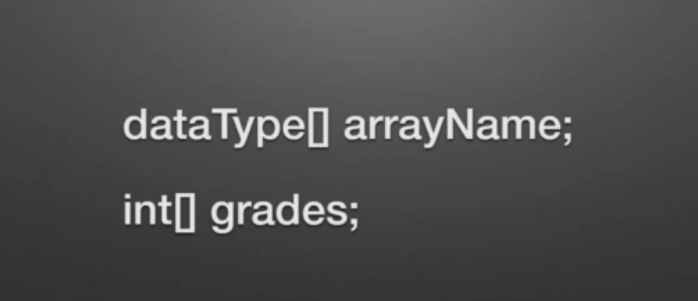 dataType[] arrayName;
int[] grades;